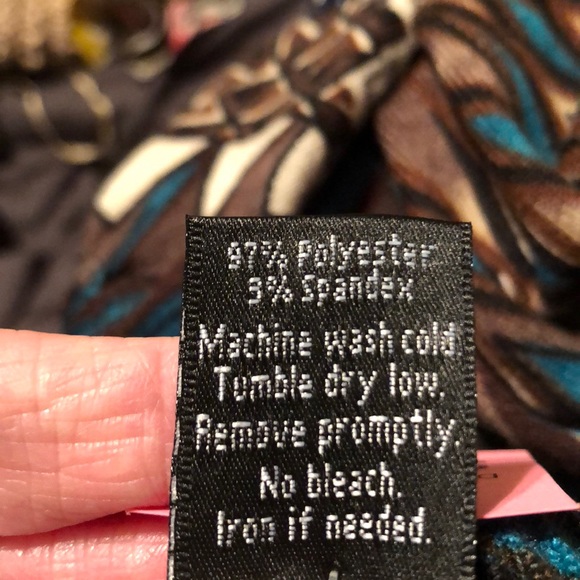 97% Polyester
3% Spandex
Machine wash cold.
Tumble dry low.
Remove promptly.
No bleach.
Iron if needed.